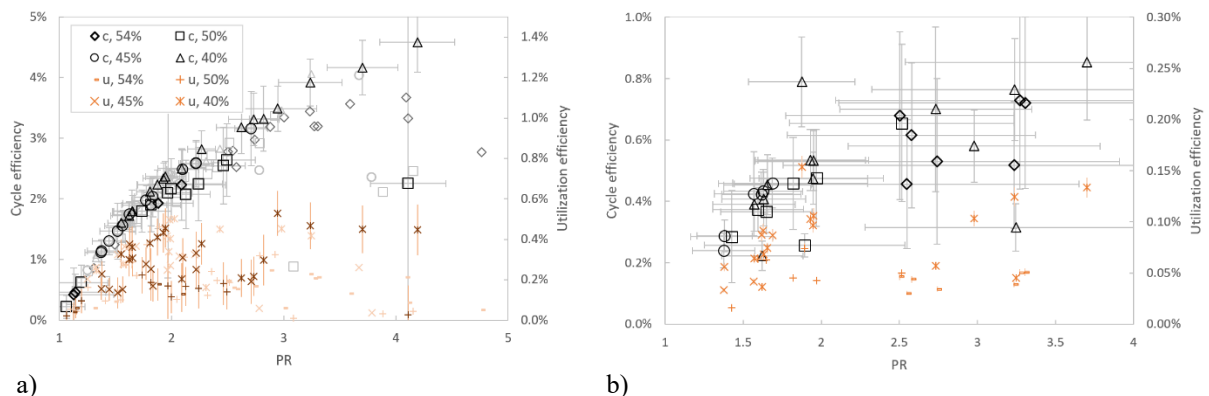 5%
4%
3%
2%
1%
0%
Cycle efficiency
c, 54%
c, 50%
c, 45%
c, 40%
u, 54%
u, 50%
u, 45%
u, 40%
1.4%
1.2%
1.0%
0.8%
0.6%
0.4%
0.2%
0.0%
Utilization efficiency
1 2 3 4 5
PR
a)
1.0%
0.8%
0.6%
0.4%
0.2%
0.0%
Cycle efficiency
0.30%
0.25%
0.20%
0.15%
0.10%
0.05%
0.00%
Utilization efficiency
1 1.5 2 2.5 3 3.5 4
PR
b)